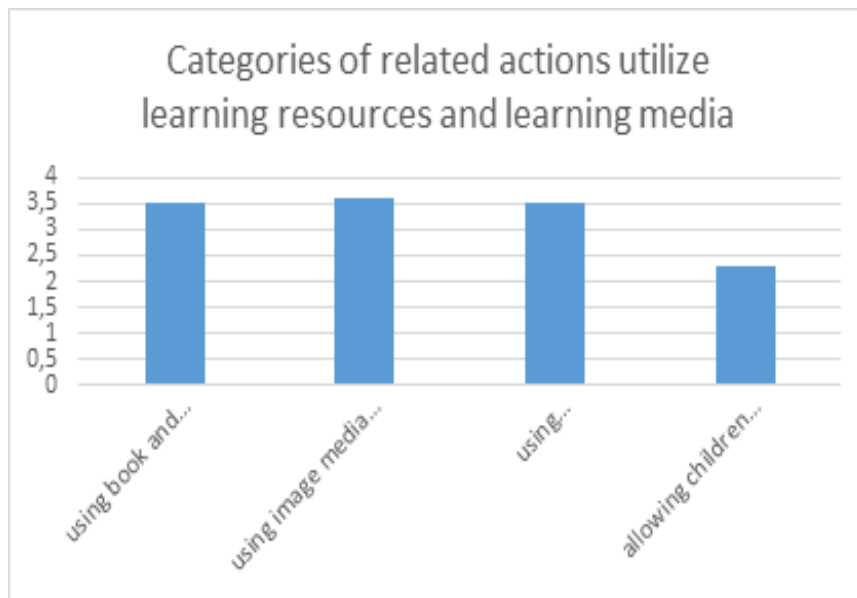 Categories of related actions utilize
learning resources and learning media
4
3,5
3
2,5
2
1,5
1
0,5
0
using book and...
using image media...
using...
allowing children...